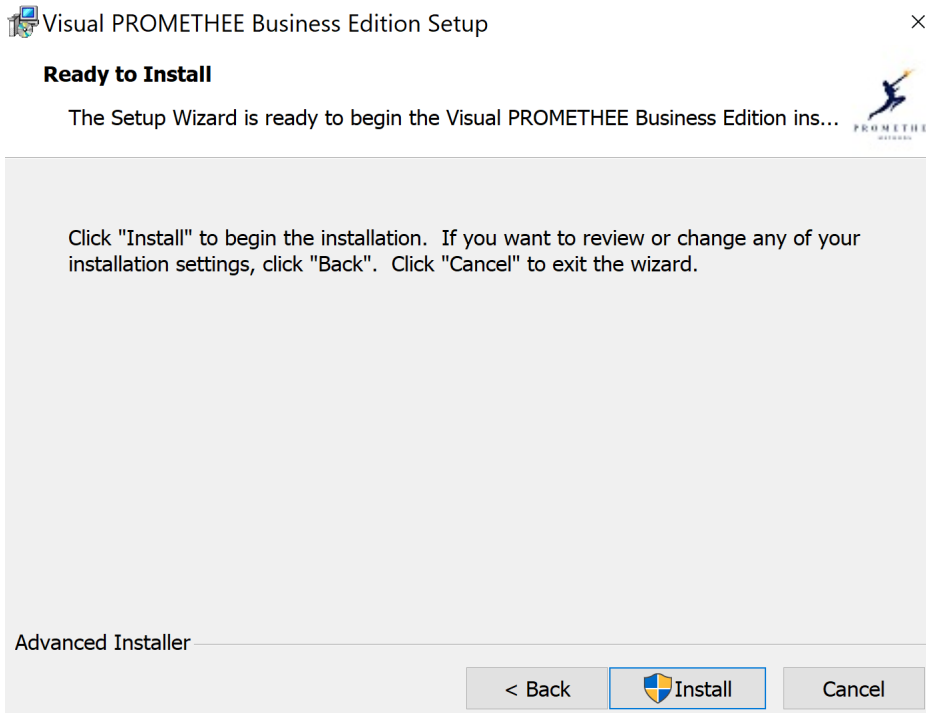 Visual PROMETHEE Business Edition Setup
Ready to Install
The Setup Wizard is ready to begin the Visual PROMETHEE Business Edition ins...
PROMETHE
Click "Install" to begin the installation.  If you want to review or change any of your
installation settings, click "Back".  Click "Cancel" to exit the wizard.
Advanced Installer
< Back
Install
Cancel